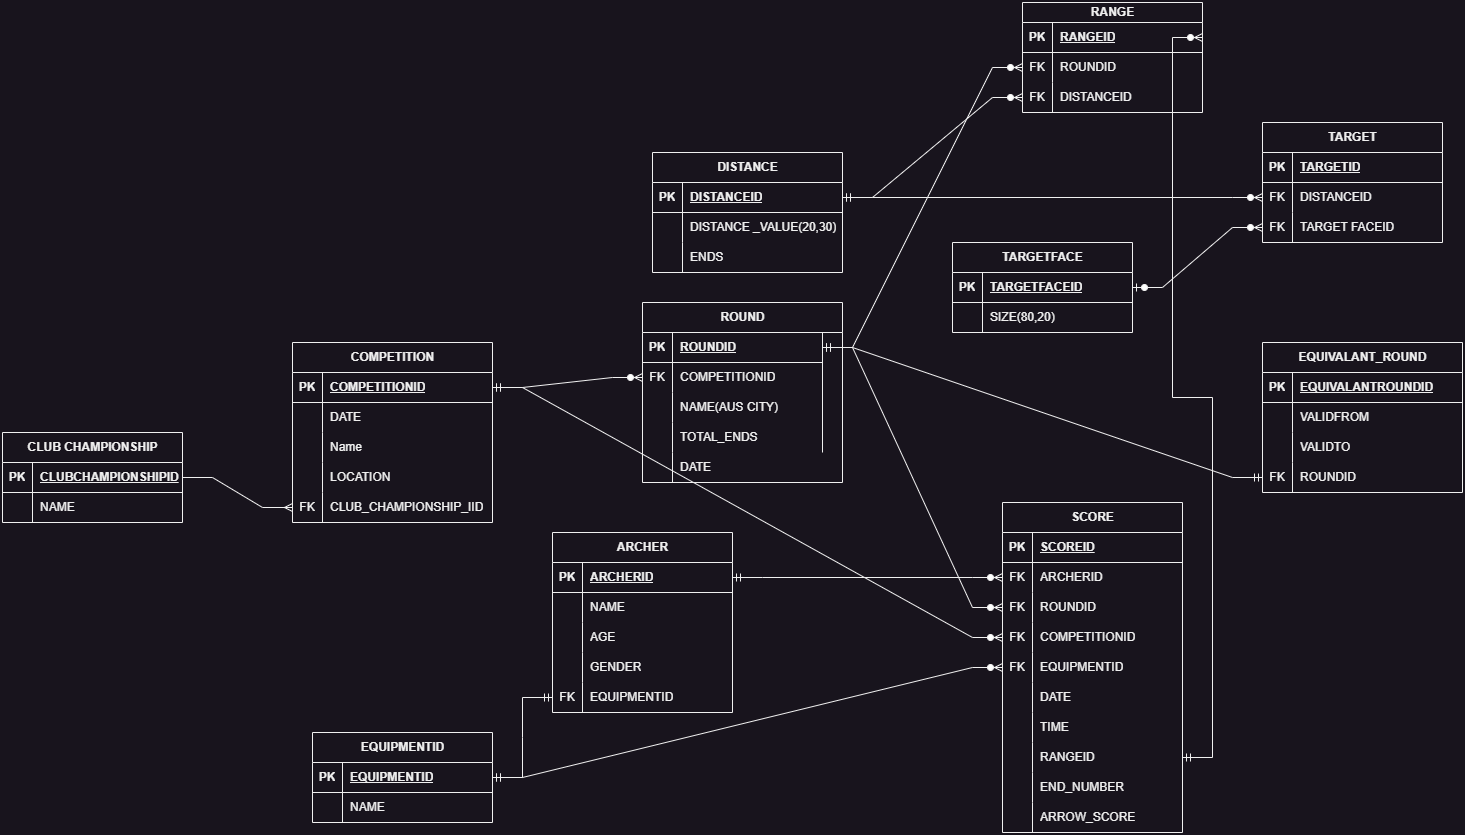 RANGE
PK RANGEID
FK ROUNDID
FK DISTANCEID
TARGET
PK TARGETID
FK DISTANCEID
FK TARGET FACEID
DISTANCE
PK DISTANCEID
DISTANCE _VALUE(20,30)
ENDS
TARGETFACE
PK TARGETFACEID
SIZE(80,20)
ROUND
PK ROUNDID
FK COMPETITIONID
NAME(AUS CITY)
TOTAL_ENDS
DATE
COMPETITION
PK COMPETITIONID
DATE
Name
LOCATION
FK CLUB_CHAMPIONSHIP_IID
EQUIVALANT_ROUND
PK EQUIVALANTROUNDID
VALIDFROM
VALIDTO
FK ROUNDID
CLUB CHAMPIONSHIP
PK CLUBCHAMPIONSHIPID
NAME
SCORE
PK SCOREID
FK ARCHERID
FK ROUNDID
FK COMPETITIONID
FK EQUIPMENTID
DATE
TIME
RANGEID
END_NUMBER
ARROW_SCORE
ARCHER
PK ARCHERID
NAME
AGE
GENDER
FK EQUIPMENTID
EQUIPMENTID
PK EQUIPMENTID
NAME